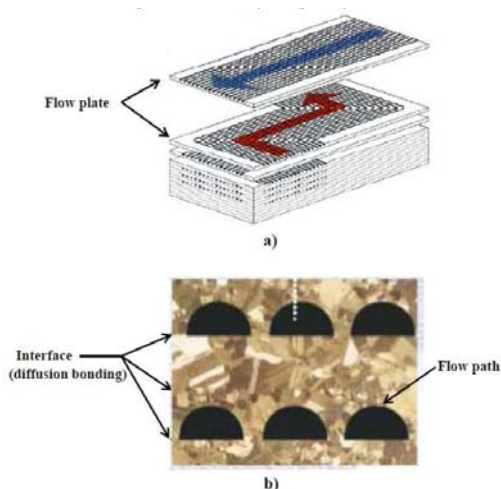 Flow plate
a)
Interface
(diffusion bonding)
Flow path
b)